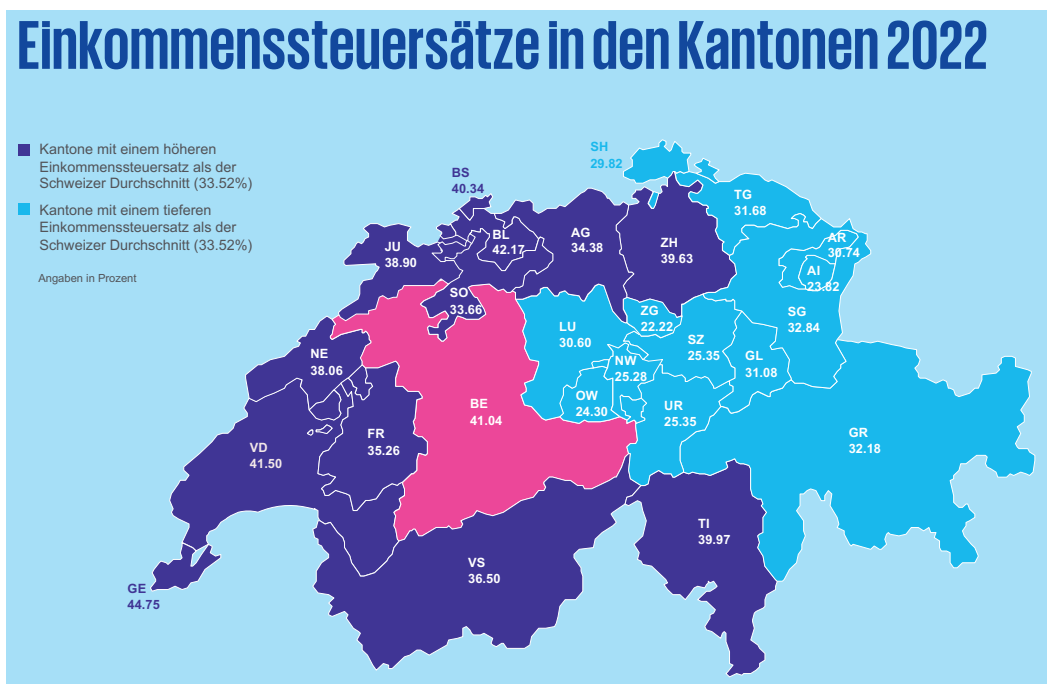 Einkommenssteuersätze in den Kantonen 2022
Kantone mit einem höheren
Einkommenssteuersatz als der
Schweizer Durchschnitt (33.52%)
Kantone mit einem tieferen
Einkommenssteuersatz als der
Schweizer Durchschnitt (33.52%)
Angaben in Prozent
SH
29.82
BS
40.34
TG
31.68
JU
38.90
BL
42.17
AG
34.38
ZH
39.63
AR
30.74
AI
23.82
SO
33.66
ZG
22.22
SG
32.84
LU
30.60
SZ
25.35
NE
38.06
NW
25.28
GL
31.08
OW
24.30
BE
41.04
UR
25.35
FR
35.26
GR
32.18
VD
41.50
TI
39.97
VS
36.50
GE
44.75